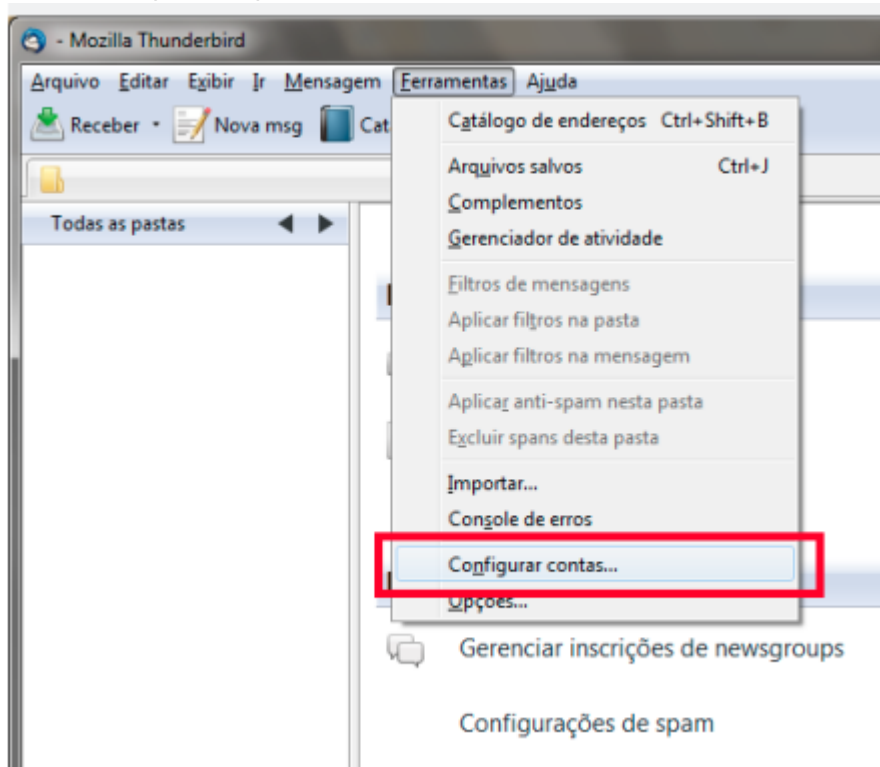 - Mozilla Thunderbird
Arquivo Editar Exibir Ir Mensagem Ferramentas Ajuda
Receber Nova msg Cat
Catálogo de endereços Ctrl+Shift+B
Arquivos salvos Ctrl+J
Complementos
Gerenciador de atividade
Todas as pastas
Filtros de mensagens
Aplicar filtros na pasta
Aplicar filtros na mensagem
Aplicar anti-spam nesta pasta
Excluir spans desta pasta
Importar...
Console de erros
Configurar contas...
Opções...
Gerenciar inscrições de newsgroups
Configurações de spam